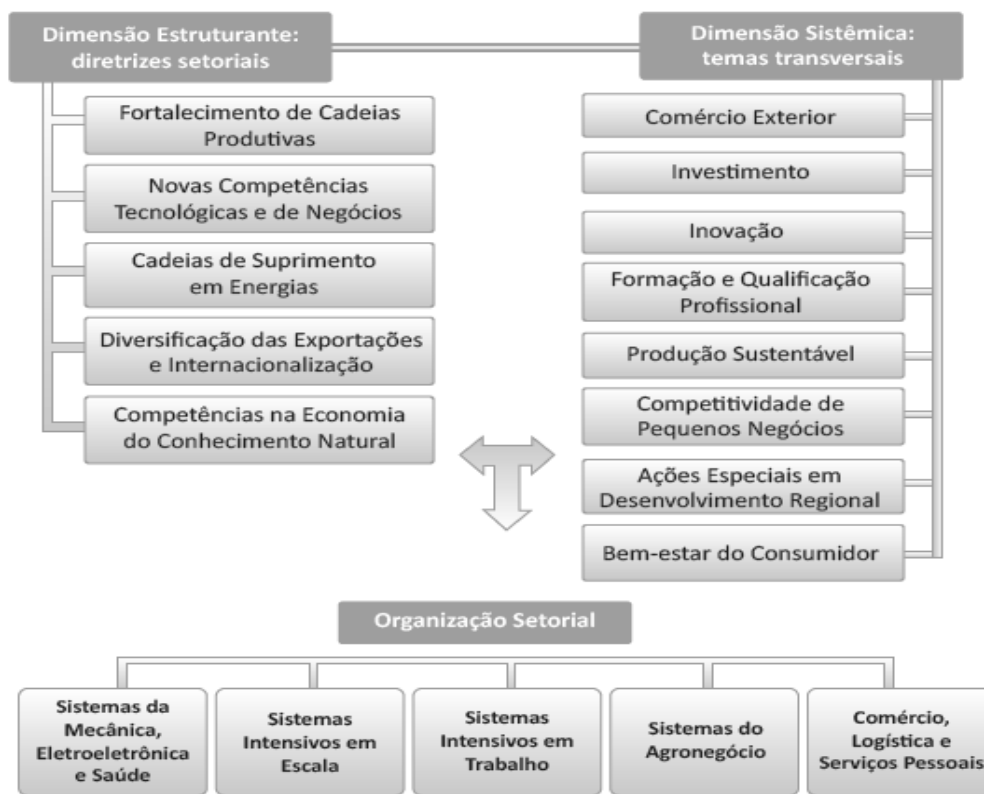 Dimensão Estruturante:
diretrizes setoriais
Fortalecimento de Cadeias
Produtivas
Novas Competências
Tecnológicas e de Negócios
Cadeias de Suprimento
em Energias
Diversificação das Exportações
e Internacionalização
Competências na Economia
do Conhecimento Natural
Dimensão Sistêmica:
temas transversais
Comércio Exterior
Investimento
Inovação
Formação e Qualificação
Profissional
Produção Sustentável
Competitividade de
Pequenos Negócios
Ações Especiais em
Desenvolvimento Regional
Bem-estar do Consumidor
Organização Setorial
Sistemas da
Mecânica,
Eletroeletrônica
e Saúde
Sistemas
Intensivos em
Escala
Sistemas
Intensivos em
Trabalho
Sistemas do
Agronegócio
Comércio,
Logística e
Serviços Pessoais